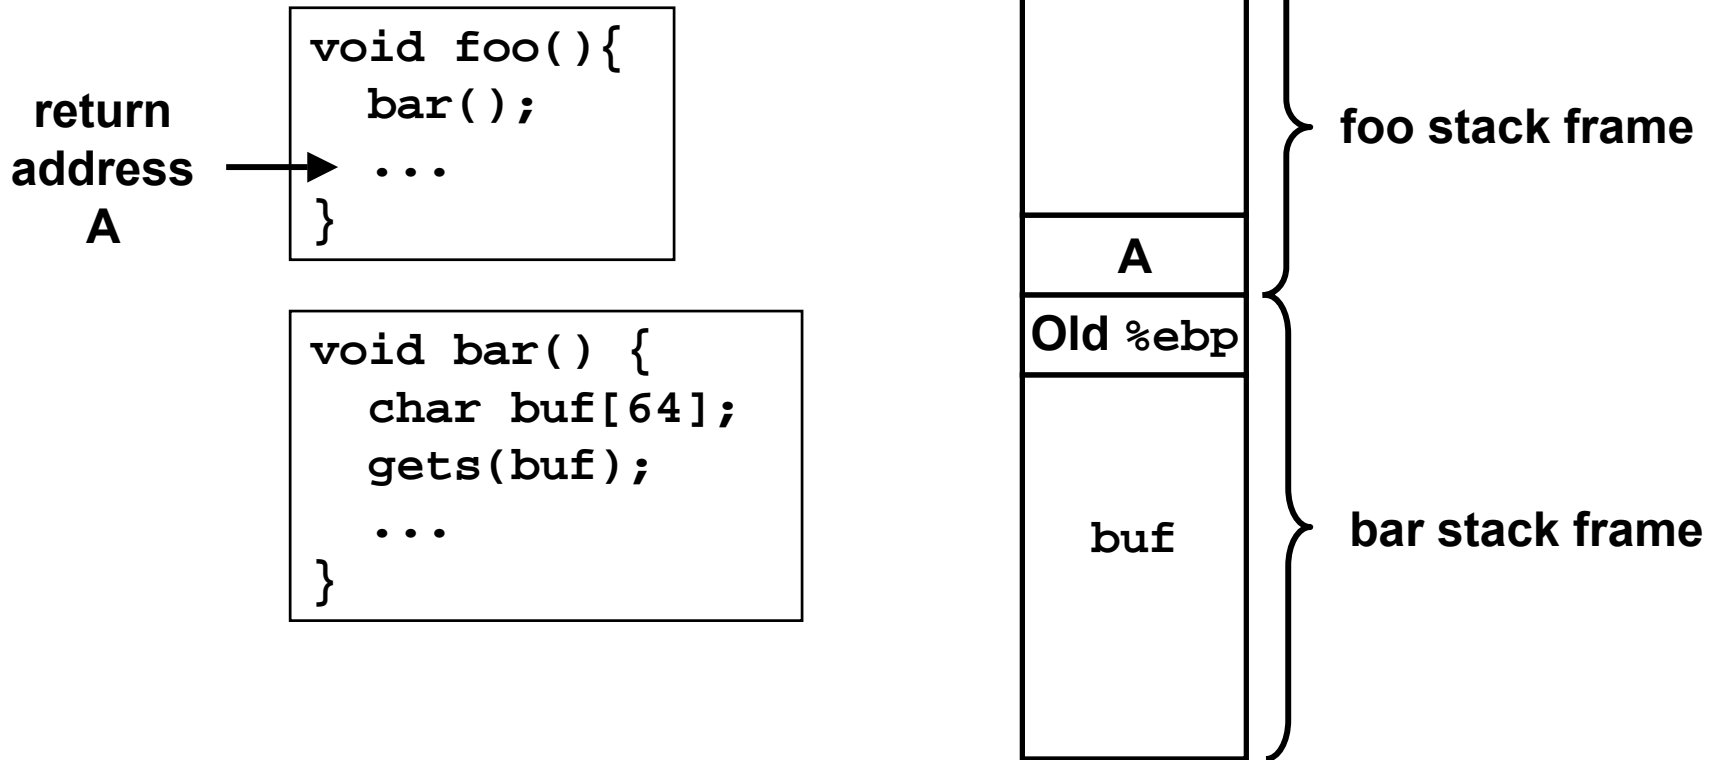 return
address
A
void foo(){
  bar();
  ...
}
void bar() {
  char buf[64];
  gets(buf);
  ...
}
A
Old %ebp
buf
foo stack frame
bar stack frame